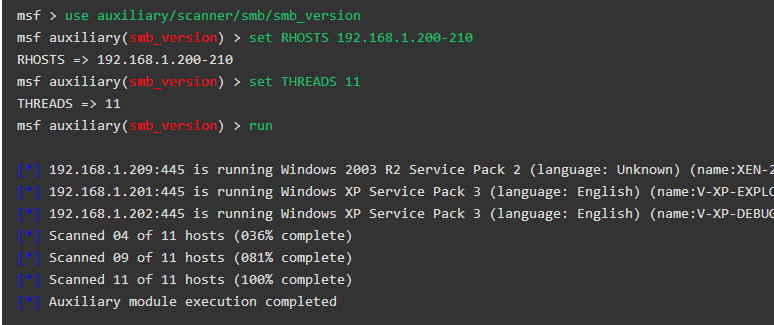 msf > use auxiliary/scanner/smb/smb_version
msf auxiliary(smb_version) > set RHOSTS 192.168.1.200-210
RHOSTS => 192.168.1.200-210
msf auxiliary(smb_version) > set THREADS 11
THREADS => 11
msf auxiliary(smb_version) > run
[*] 192.168.1.209:445 is running Windows 2003 R2 Service Pack 2 (language: Unknown) (name:XEN-2
[*] 192.168.1.201:445 is running Windows XP Service Pack 3 (language: English) (name:V-XP-EXPLO
[*] 192.168.1.202:445 is running Windows XP Service Pack 3 (language: English) (name:V-XP-DEBUG
[*] Scanned 04 of 11 hosts (036% complete)
[*] Scanned 09 of 11 hosts (081% complete)
[*] Scanned 11 of 11 hosts (100% complete)
[*] Auxiliary module execution completed